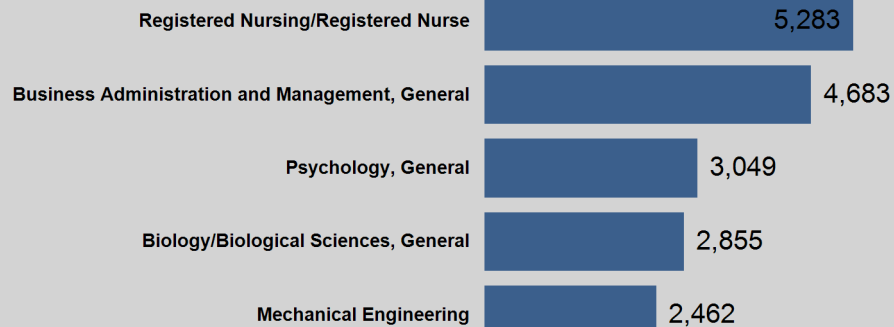 Registered Nursing/Registered Nurse 5,283
Business Administration and Management, General 4,683
Psychology, General 3,049
Biology/Biological Sciences, General 2,855
Mechanical Engineering 2,462